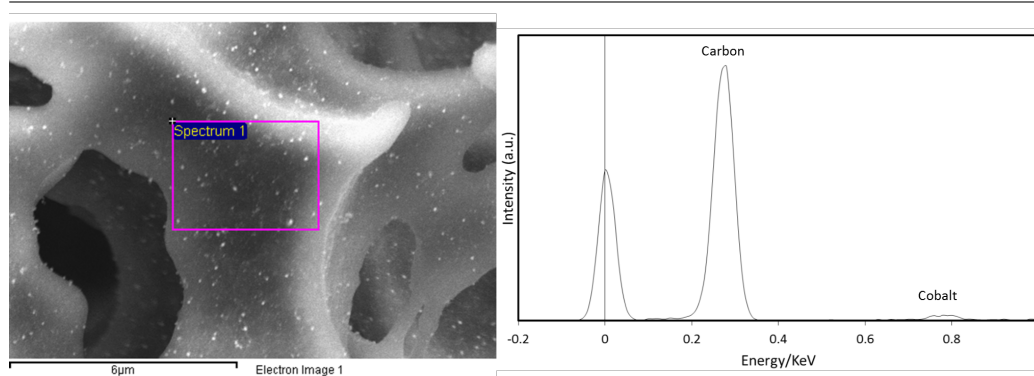 Spectrum 1
6µm
Electron Image 1
Intensity (a.u.)
Carbon
Cobalt
-0.2 0 0.2 0.4 0.6 0.8
Energy/KeV